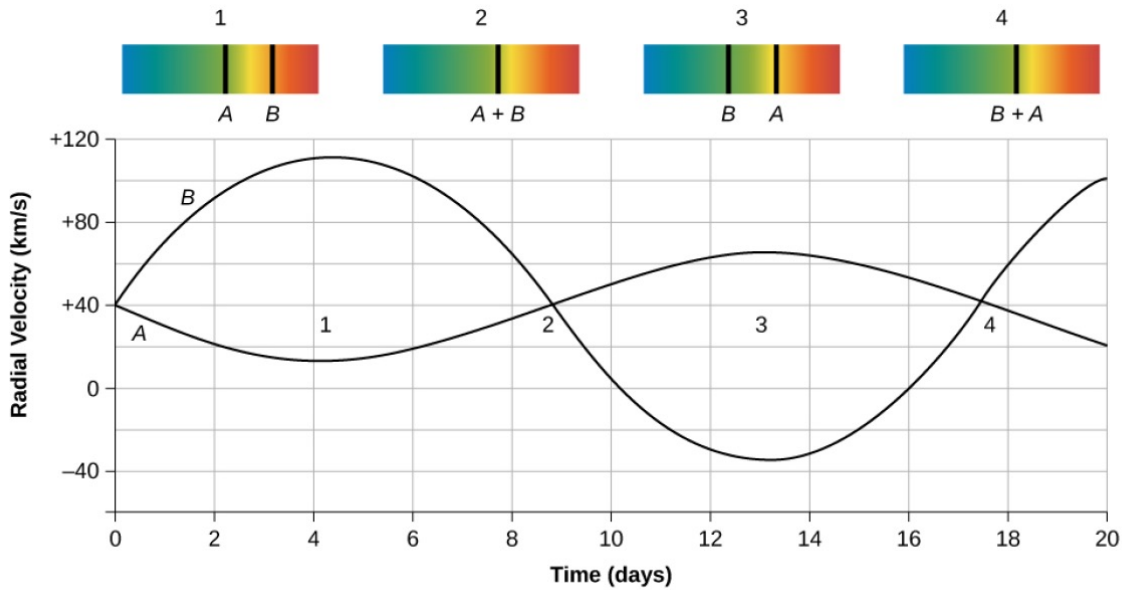 1 2 3 4
A B A + B B A B + A
+120
+80
+40
0
–40
B
A
1 2 3 4
0 2 4 6 8 10 12 14 16 18 20
Radial Velocity (km/s)
Time (days)